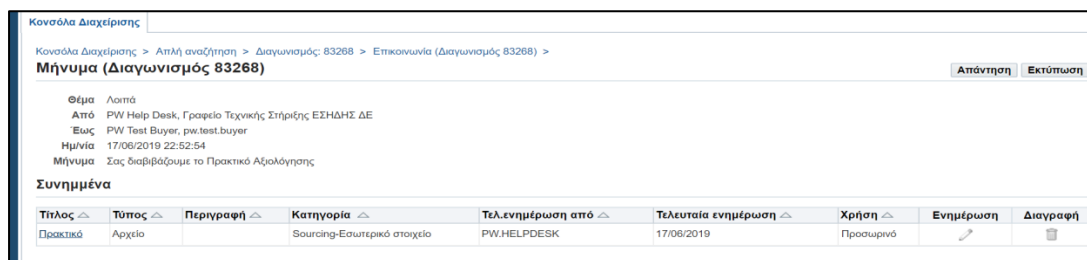 Κονσόλα Διαχείρισης
Κονσόλα Διαχείρισης > Απλή αναζήτηση > Διαγωνισμός: 83268 > Επικοινωνία (Διαγωνισμός 83268) >
Μήνυμα (Διαγωνισμός 83268)
Απάντηση Εκτύπωση
Θέμα Λοιπά
Από PW Help Desk, Γραφείο Τεχνικής Στήριξης ΕΣΗΔΗΣ ΔΕ
Έως PW Test Buyer, pw.test.buyer
Ημ/νία 17/06/2019 22:52:54
Μήνυμα Σας διαβιβάζουμε το Πρακτικό Αξιολόγησης
Συνημμένα
Τίτλος Τύπος Περιγραφή Κατηγορία Τελ.ενημέρωση από Τελευταία ενημέρωση Χρήση Ενημέρωση Διαγραφή
Πρακτικό Αρχείο Sourcing-Εσωτερικό στοιχείο PW.HELPDESK 17/06/2019 Προσωρινό